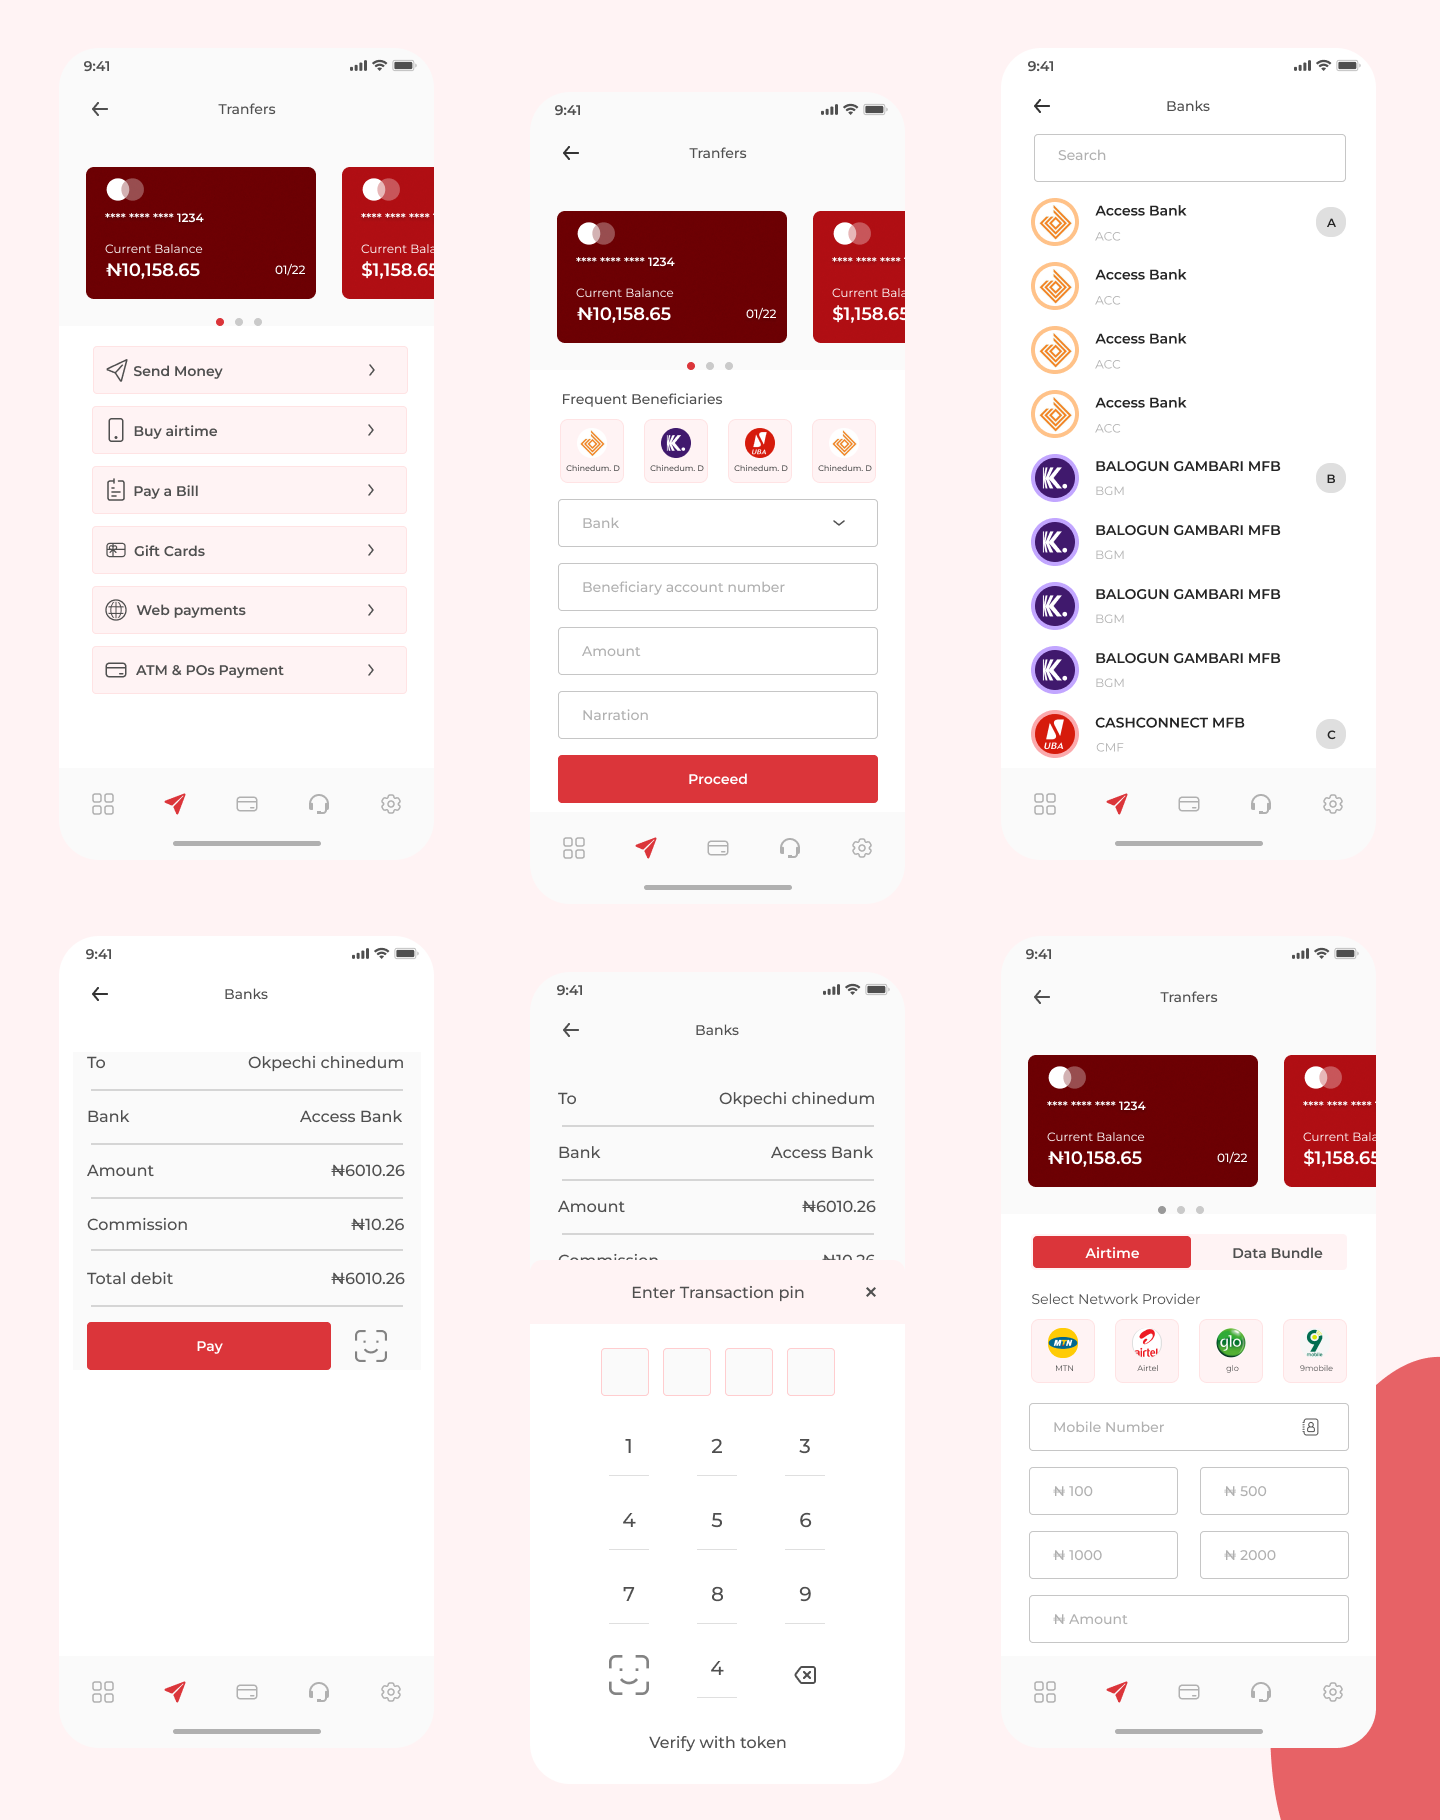 9:41
Tranfers
**** **** **** 1234
Current Balance
₦10,158.65
01/22
**** **** ****
Current Bala
$1,158.65
Send Money
Buy airtime
Pay a Bill
Gift Cards
Web payments
ATM & POs Payment
9:41
Tranfers
**** **** **** 1234
Current Balance
₦10,158.65
01/22
**** **** ****
Current Bala
$1,158.65
Frequent Beneficiaries
UBA
Chinedum. D
Chinedum. D
Chinedum. D
Chinedum. D
Bank
Beneficiary account number
Amount
Narration
Proceed
9:41
Banks
Search
Access Bank
ACC
A
Access Bank
ACC
Access Bank
ACC
Access Bank
ACC
BALOGUN GAMBARI MFB
BGM
B
BALOGUN GAMBARI MFB
BGM
BALOGUN GAMBARI MFB
BGM
BALOGUN GAMBARI MFB
BGM
CASHCONNECT MFB
CMF
UBA
C
9:41
Banks
To Okpechi chinedum
Bank Access Bank
Amount ₦6010.26
Commission ₦10.26
Total debit ₦6010.26
Pay
9:41
Banks
To Okpechi chinedum
Bank Access Bank
Amount ₦6010.26
Commission ₦10.26
Enter Transaction pin
1 2 3
4 5 6
7 8 9
4
Verify with token
9:41
Tranfers
**** **** **** 1234
Current Balance
₦10,158.65
01/22
**** **** ****
Current Bala
$1,158.65
Airtime
Data Bundle
Select Network Provider
MTN
airtel
glo
9
mobile
MTN
Airtel
glo
9mobile
Mobile Number
₦ 100
₦ 500
₦ 1000
₦ 2000
₦ Amount